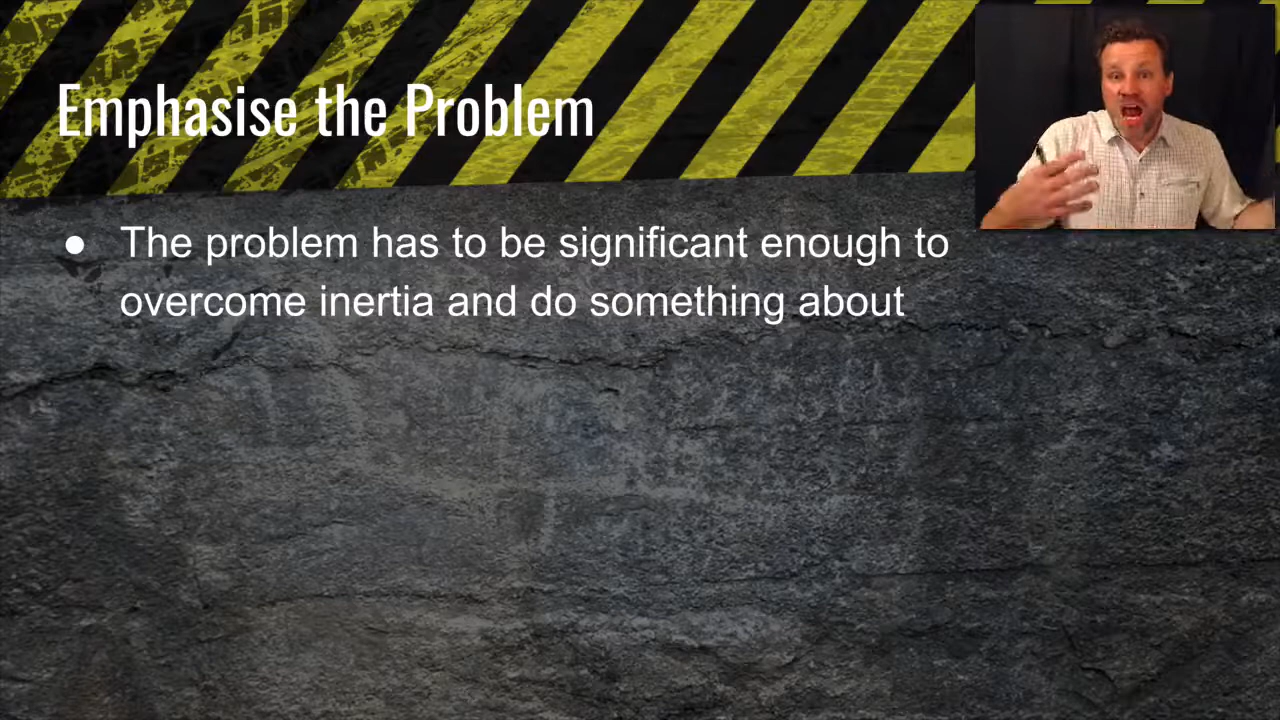 Emphasise the Problem
● The problem has to be significant enough to
overcome inertia and do something about